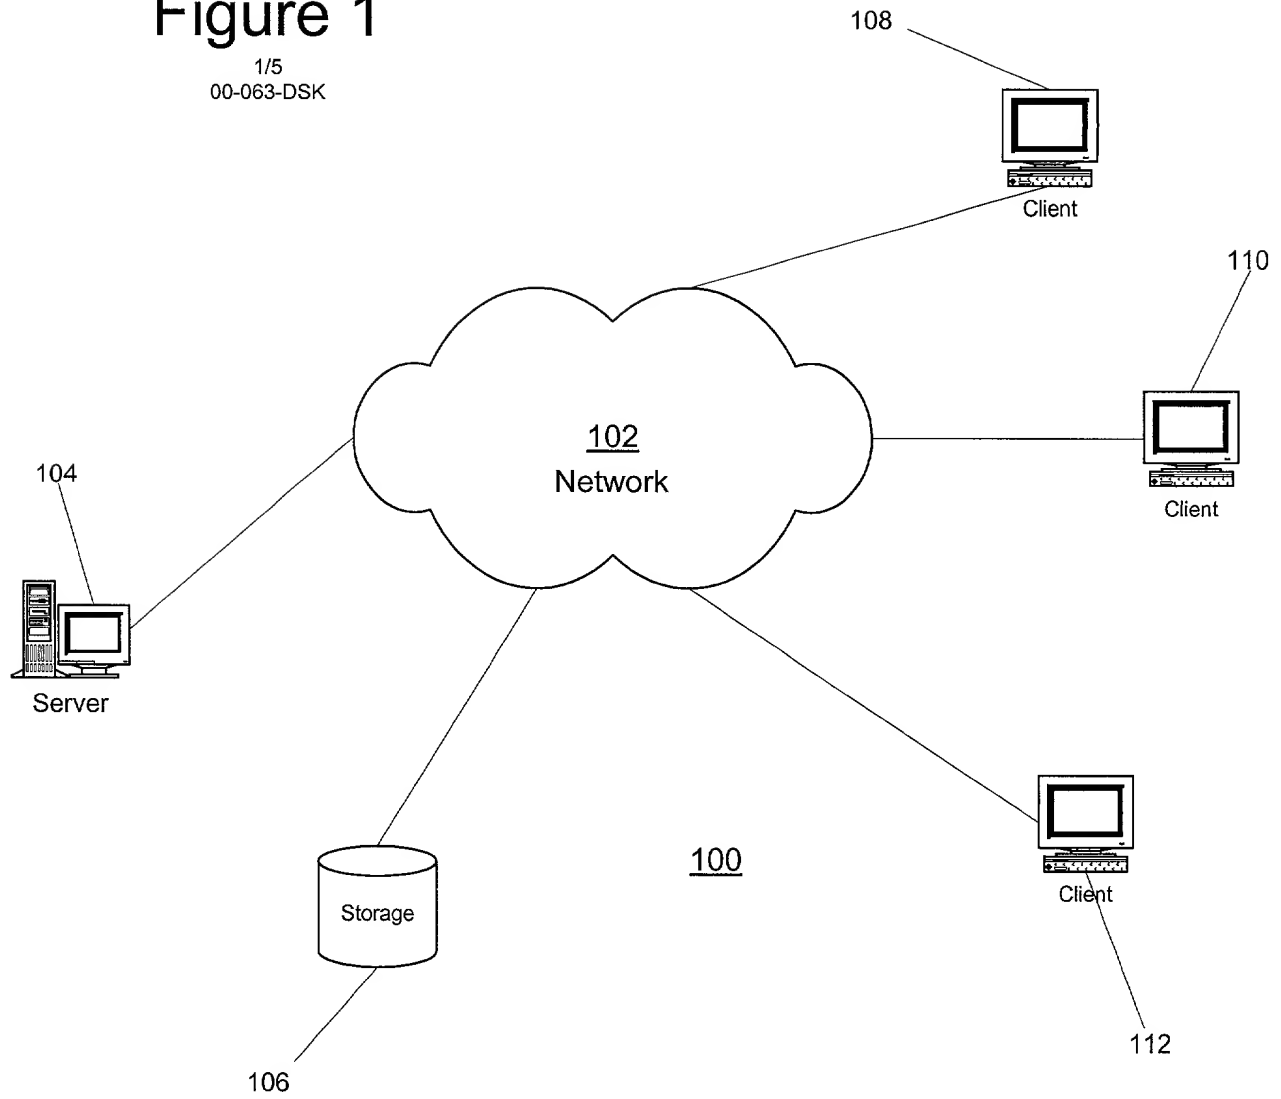 Figure 1
1/5
00-063-DSK
108
Client
110
102
Network
Client
104
Server
100
Storage
Client
112
106